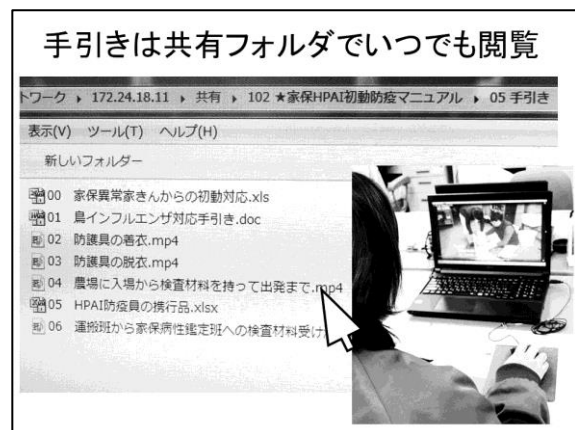 手引きは共有フォルダでいつでも閲覧
トワーク ▸ 172.24.18.11 ▸ 共有 ▸ 102 ★家保HPAI初動防疫マニュアル ▸ 05 手引き
表示(V) ツール(T) ヘルプ(H)
新しいフォルダー
00 家保異常家きんからの初動対応.xls
01 鳥インフルエンザ対応手引き.doc
02 防護具の着衣.mp4
03 防護具の脱衣.mp4
04 農場に入場から検査材料を持って出発まで.mp4
05 HPAI防疫員の携行品.xlsx
06 運搬班から家保病性鑑定班への検査材料受け